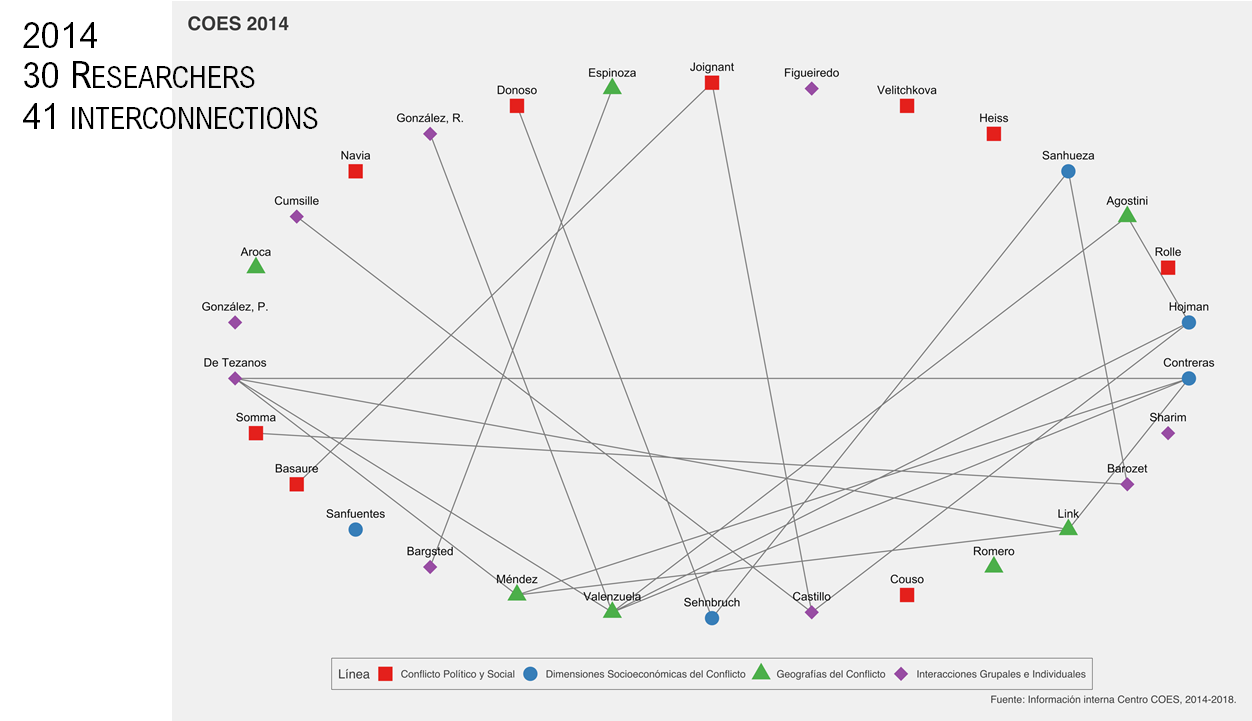 2014
30 RESEARCHERS
41 INTERCONNECTIONS
COES 2014
Joignant
Espinoza
Figueiredo
Donoso
Velitchkova
González, R.
Heiss
Navia
Sanhueza
Cumsille
Agostini
Aroca
Rolle
González, P.
Hojman
De Tezanos
Contreras
Somma
Sharim
Basaure
Barozet
Sanfuentes
Link
Bargsted
Romero
Méndez
Couso
Valenzuela
Sehnbruch
Castillo
Línea Conflicto Político y Social Dimensiones Socioeconómicas del Conflicto Geografías del Conflicto Interacciones Grupales e Individuales
Fuente: Información interna Centro COES, 2014-2018.